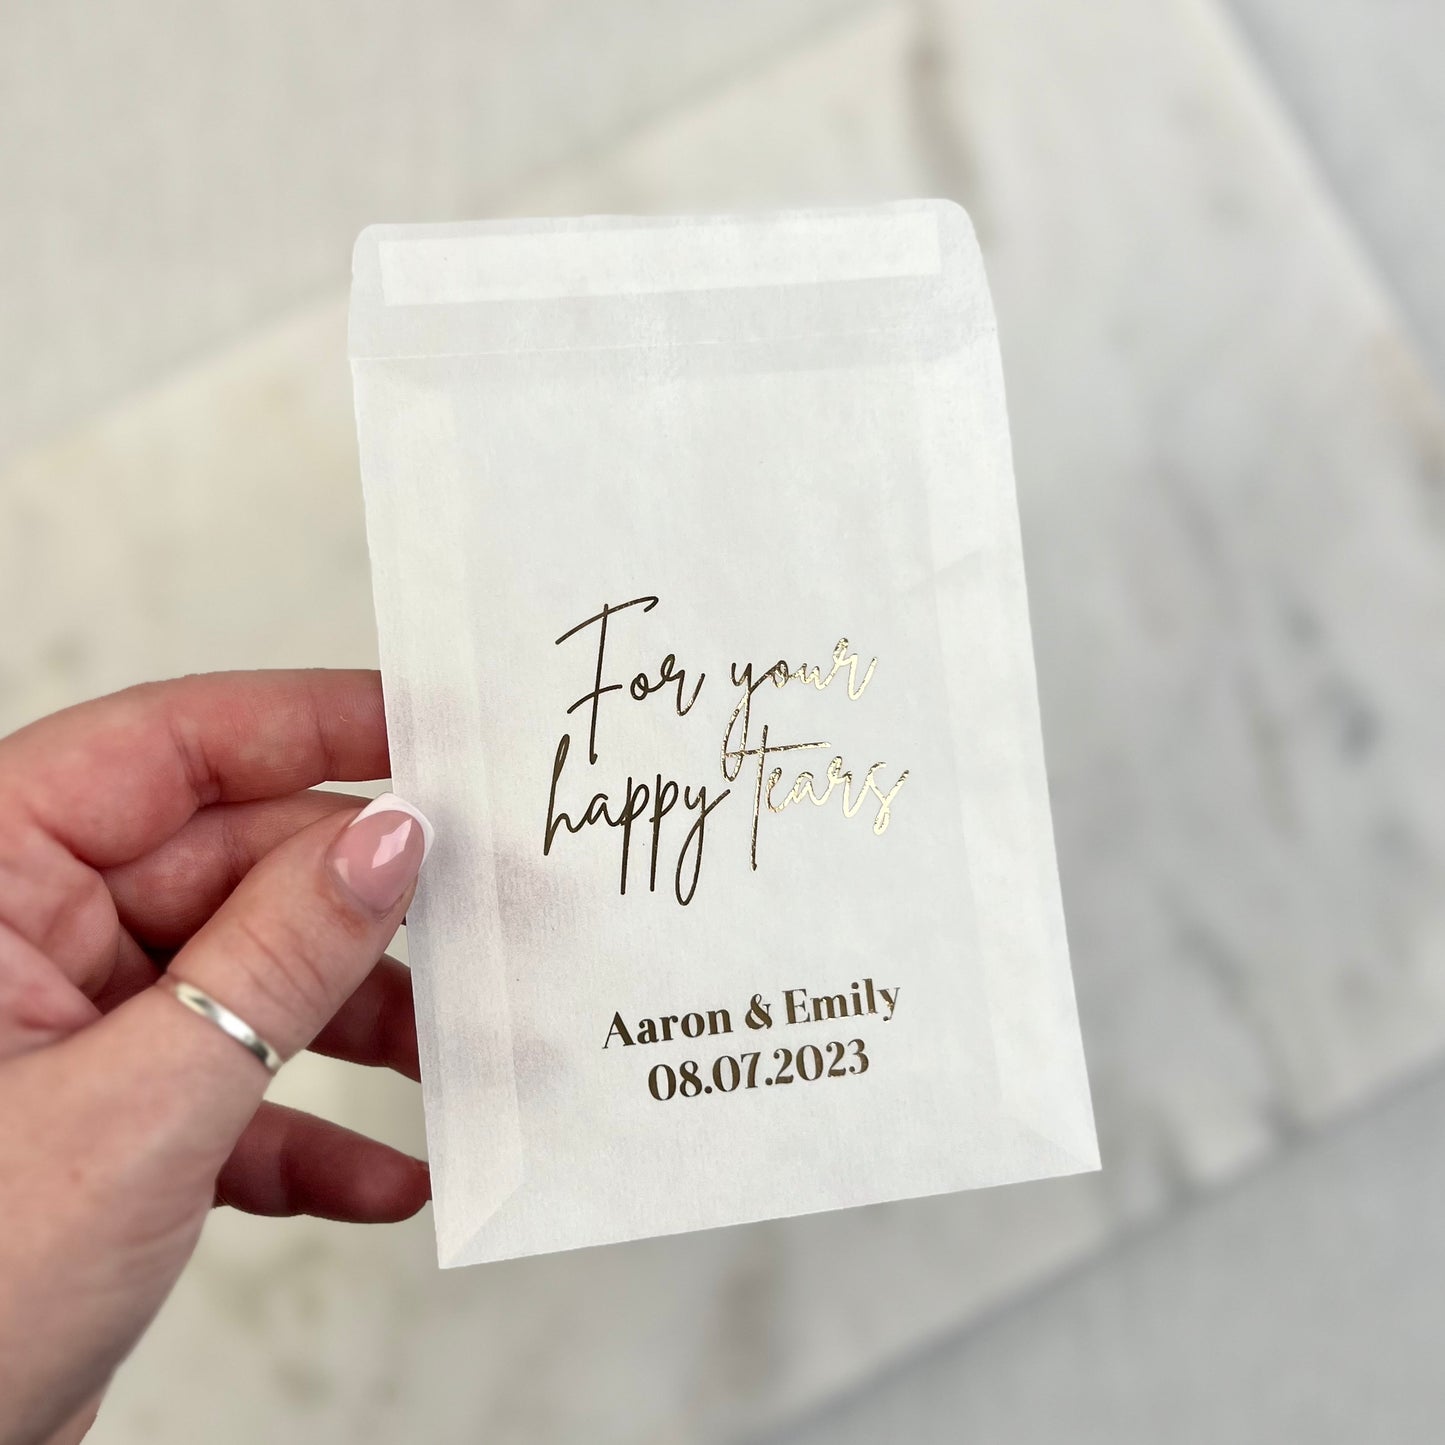 For your
happy tears
Aaron & Emily
08.07.2023